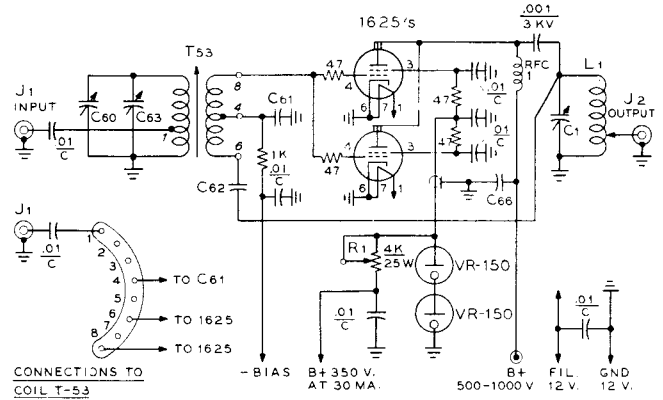 .001
3 KV
1625's
T53
RFC
1
L1
J1
INPUT
C60
C63
1
8
4
6
C61
1K
.01
C
C62
47
47
4
3
6
7
1
4
3
6
7
1
47
47
.01
C
.01
C
C66
C1
J2
OUTPUT
.01
C
J1
.01
C
1
2
3
4
5
6
7
8
TO C61
TO 1625
TO 1625
R1
4K
25W
VR-150
VR-150
.01
C
.01
C
CONNECTIONS TO
COIL T-53
- BIAS
B+ 350 V.
AT 30 MA.
B+
500-1000 V.
FIL.
12 V.
GND
12 V.